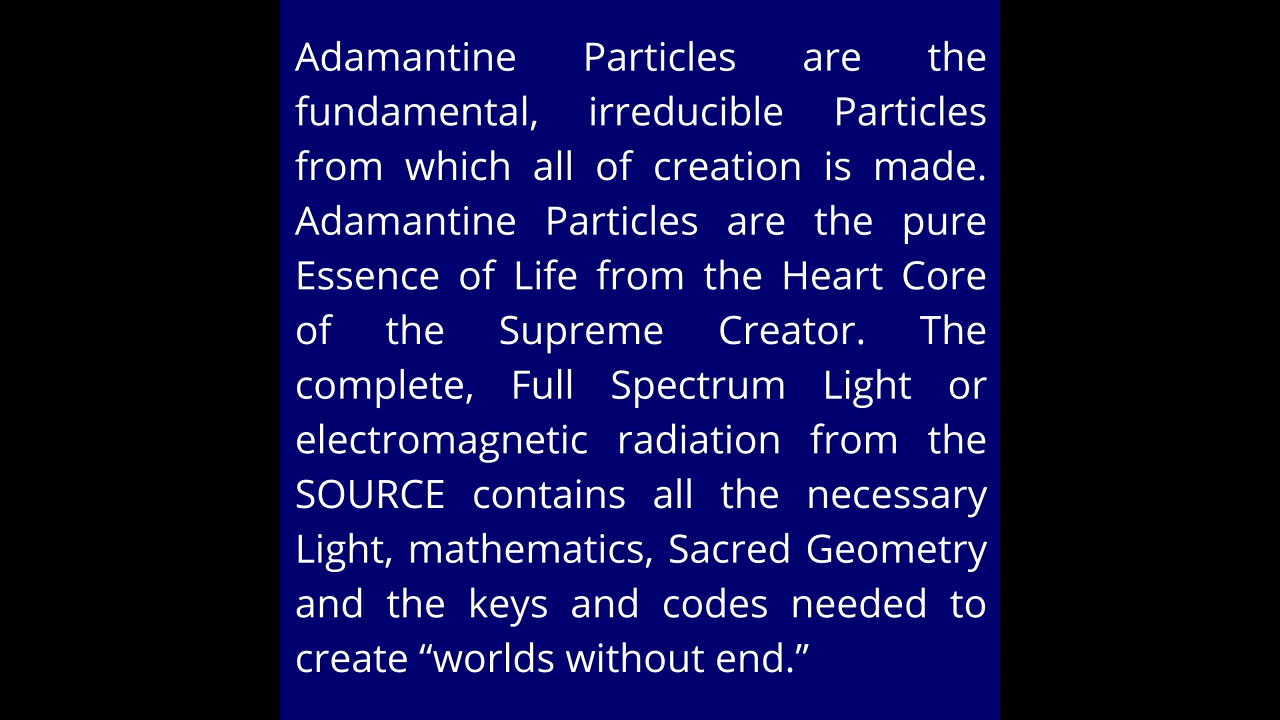 Adamantine Particles are the
fundamental, irreducible Particles
from which all of creation is made.
Adamantine Particles are the pure
Essence of Life from the Heart Core
of the Supreme Creator. The
complete, Full Spectrum Light or
electromagnetic radiation from the
SOURCE contains all the necessary
Light, mathematics, Sacred Geometry
and the keys and codes needed to
create “worlds without end.”